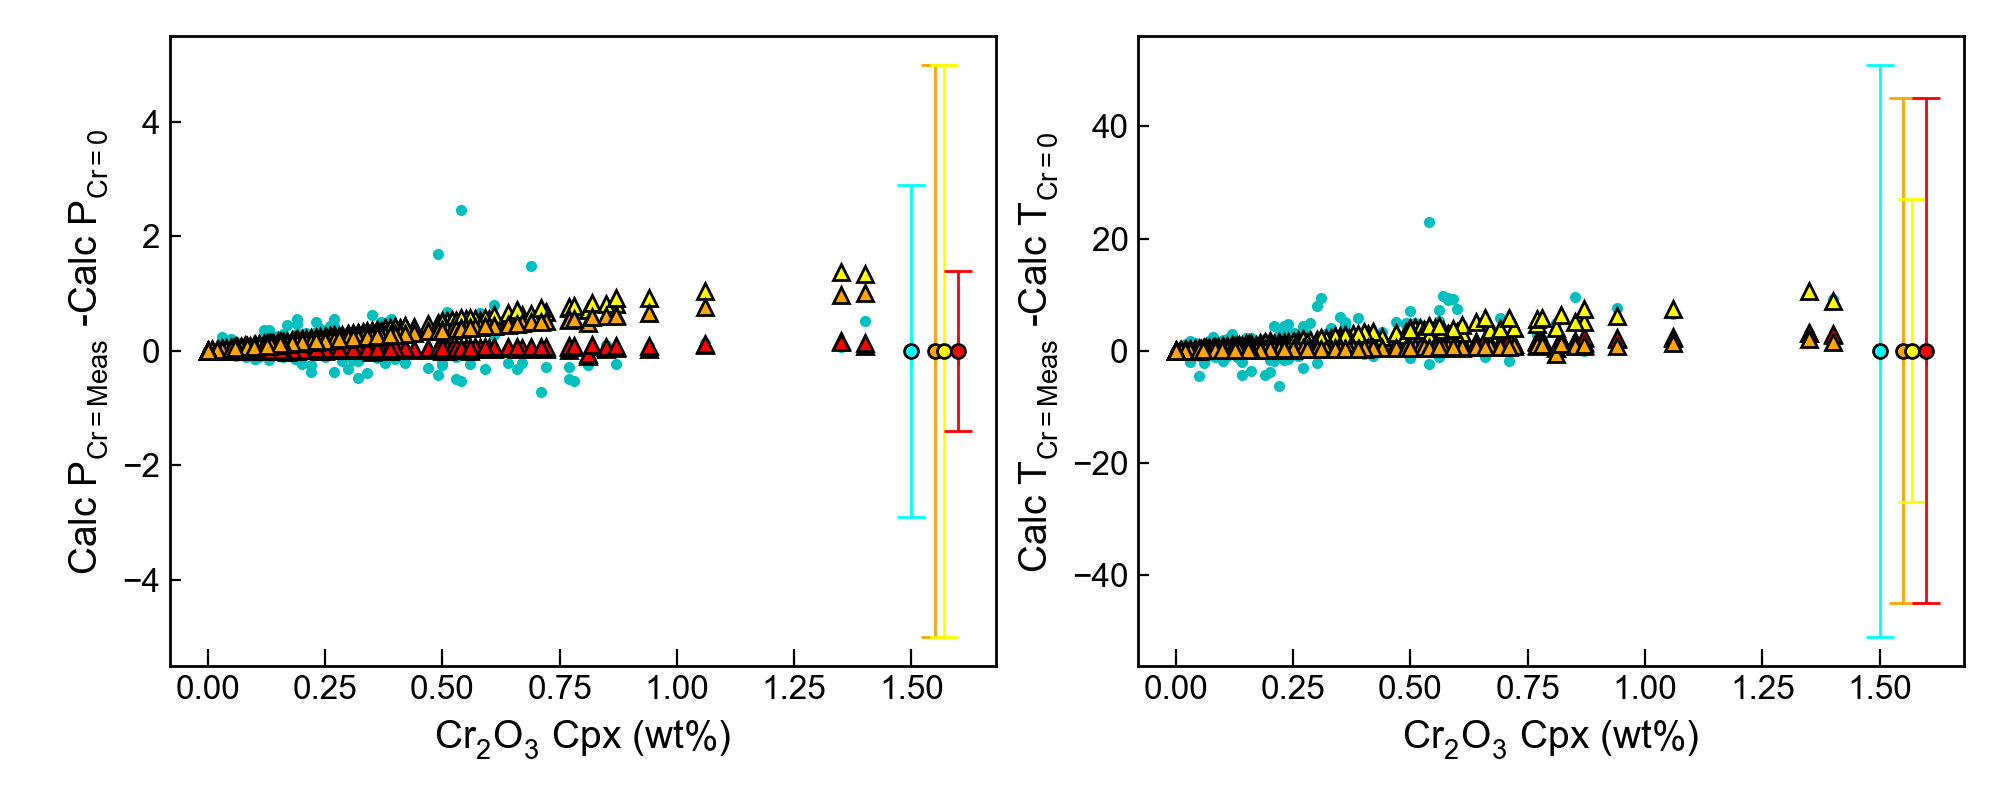 Calc P Cr = Meas - Calc P Cr = 0
4
2
0
−2
−4
0.00 0.25 0.50 0.75 1.00 1.25 1.50
Cr2O3 Cpx (wt%)
Calc T Cr = Meas - Calc T Cr = 0
40
20
0
−20
−40
0.00 0.25 0.50 0.75 1.00 1.25 1.50
Cr2O3 Cpx (wt%)